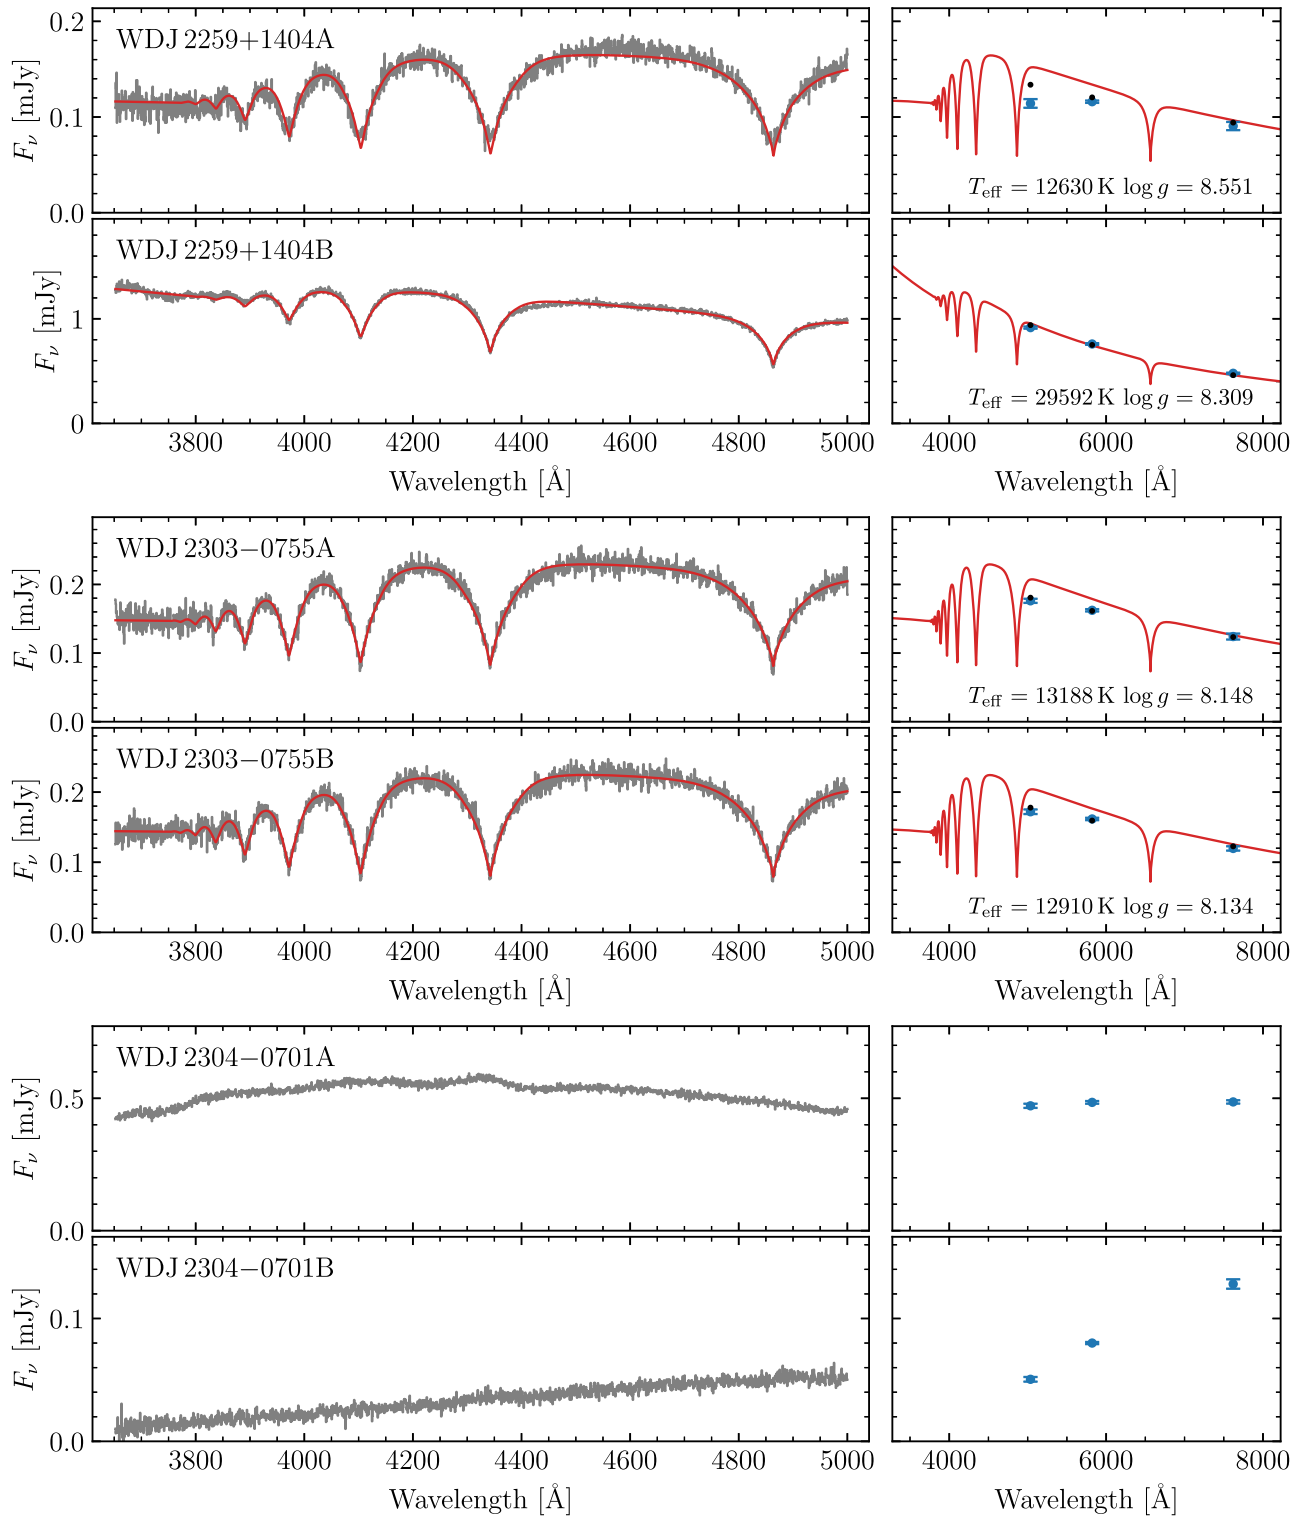 WDJ 2259+1404A
0.2
0.1
0.0
F_ν [mJy]
T_eff = 12630 K log g = 8.551
WDJ 2259+1404B
1
0
F_ν [mJy]
T_eff = 29592 K log g = 8.309
3800 4000 4200 4400 4600 4800 5000
4000 6000 8000
Wavelength [Å]
Wavelength [Å]
WDJ 2303−0755A
0.2
0.1
0.0
F_ν [mJy]
T_eff = 13188 K log g = 8.148
WDJ 2303−0755B
0.2
0.1
0.0
F_ν [mJy]
T_eff = 12910 K log g = 8.134
3800 4000 4200 4400 4600 4800 5000
4000 6000 8000
Wavelength [Å]
Wavelength [Å]
WDJ 2304−0701A
0.5
0.0
F_ν [mJy]
WDJ 2304−0701B
0.1
0.0
F_ν [mJy]
3800 4000 4200 4400 4600 4800 5000
4000 6000 8000
Wavelength [Å]
Wavelength [Å]